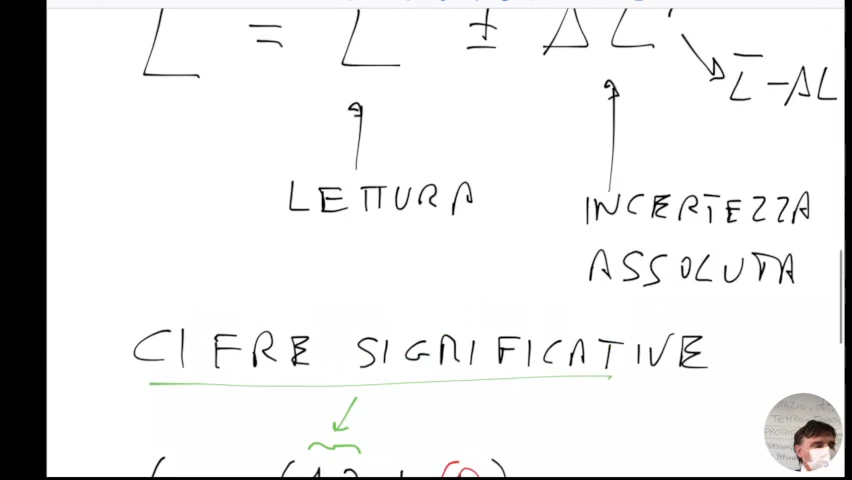 L = L̅ ± ΔL
L̅ - ΔL
LETTURA
INCERTEZZA
ASSOLUTA
CIFRE SIGNIFICATIVE